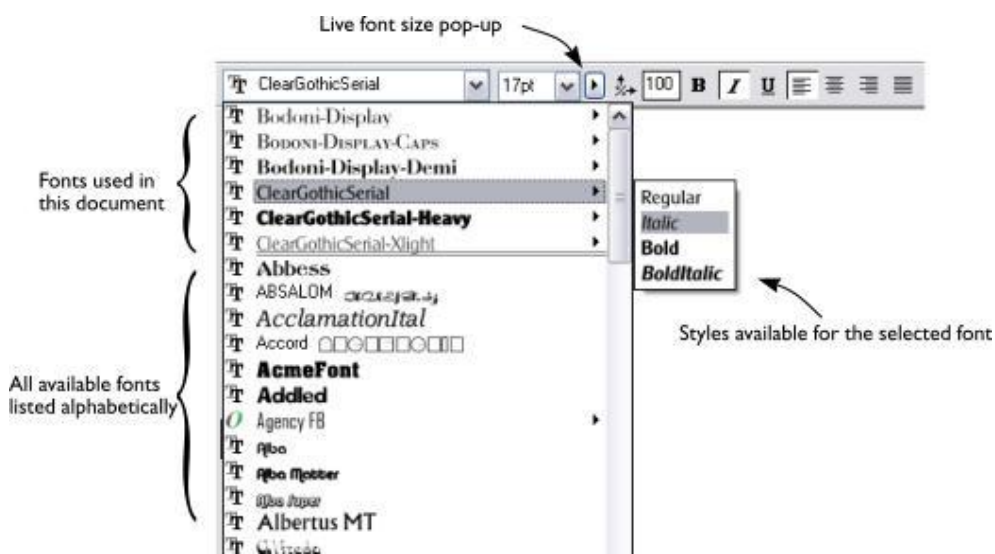 Live font size pop-up
ClearGothicSerial 17pt 100 B I U
Bodoni-Display
Bodoni-Display-Caps
Bodoni-Display-Demi
ClearGothicSerial
ClearGothicSerial-Heavy
ClearGothicSerial-Xlight
Fonts used in
this document
Regular
Italic
Bold
BoldItalic
Styles available for the selected font
Abbess
ABSALOM
AcclamationItal
Accord
AcmeFont
Addled
Agency FB
Alba
Alba Matter
Alba Super
Albertus MT
All available fonts
listed alphabetically